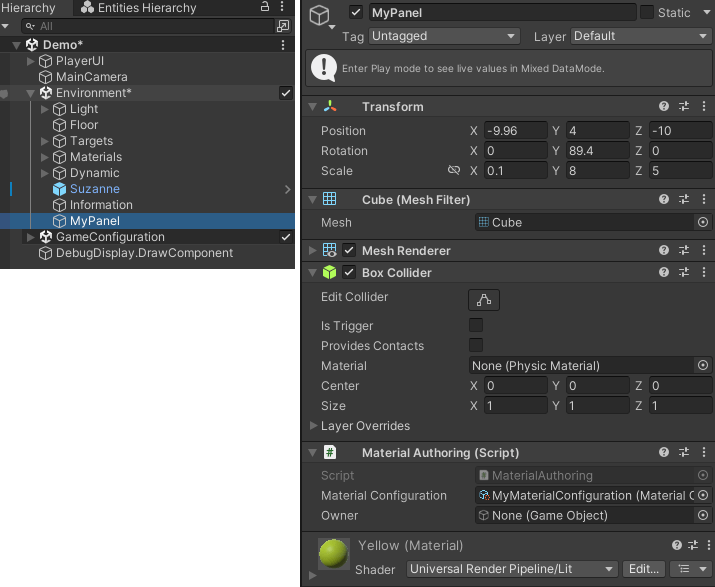 Hierarchy
Entities Hierarchy
All
Demo*
PlayerUI
MainCamera
Environment*
Light
Floor
Targets
Materials
Dynamic
Suzanne
Information
MyPanel
GameConfiguration
DebugDisplay.DrawComponent
MyPanel Static
Tag Untagged Layer Default
Enter Play mode to see live values in Mixed DataMode.
Transform
Position X -9.96 Y 4 Z -10
Rotation X 0 Y 89.4 Z 0
Scale X 0.1 Y 8 Z 5
Cube (Mesh Filter)
Mesh Cube
Mesh Renderer
Box Collider
Edit Collider
Is Trigger
Provides Contacts
Material None (Physic Material)
Center X 0 Y 0 Z 0
Size X 1 Y 1 Z 1
Layer Overrides
# Material Authoring (Script)
Script # MaterialAuthoring
Material Configuration MyMaterialConfiguration (Material C
Owner None (Game Object)
Yellow (Material)
Shader Universal Render Pipeline/Lit Edit...